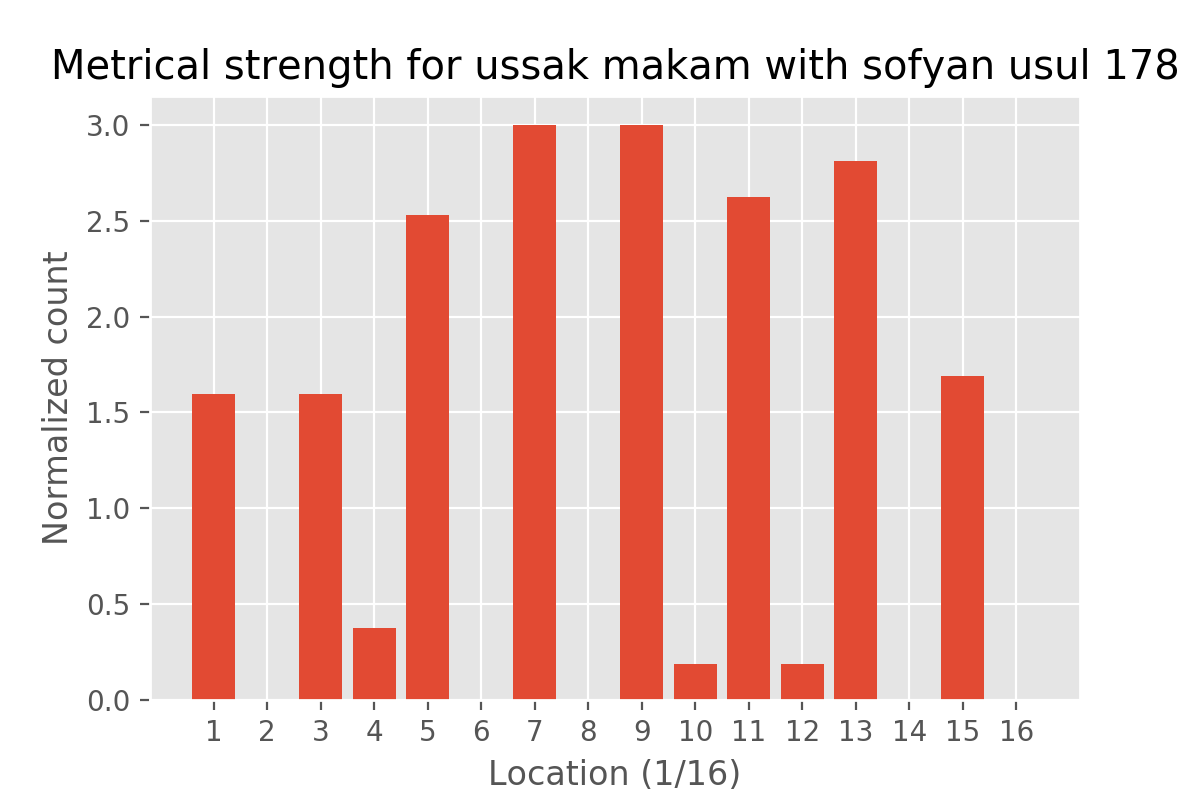 Metrical strength for ussak makam with sofyan usul 178
3.0
2.5
2.0
1.5
1.0
0.5
0.0
Normalized count
1 2 3 4 5 6 7 8 9 10 11 12 13 14 15 16
Location (1/16)